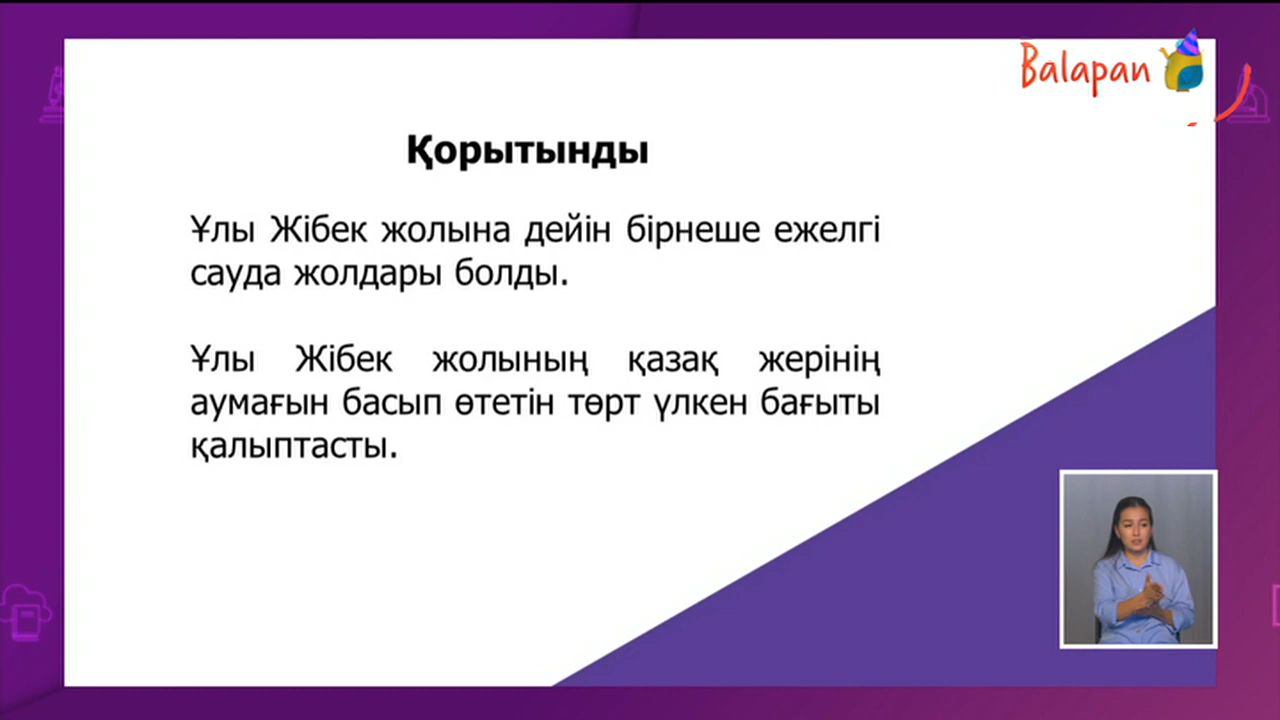 Balapan
Қорытынды
Ұлы Жібек жолына дейін бірнеше ежелгі
сауда жолдары болды.
Ұлы Жібек жолының қазақ жерінің
аумағын басып өтетін төрт үлкен бағыты
қалыптасты.